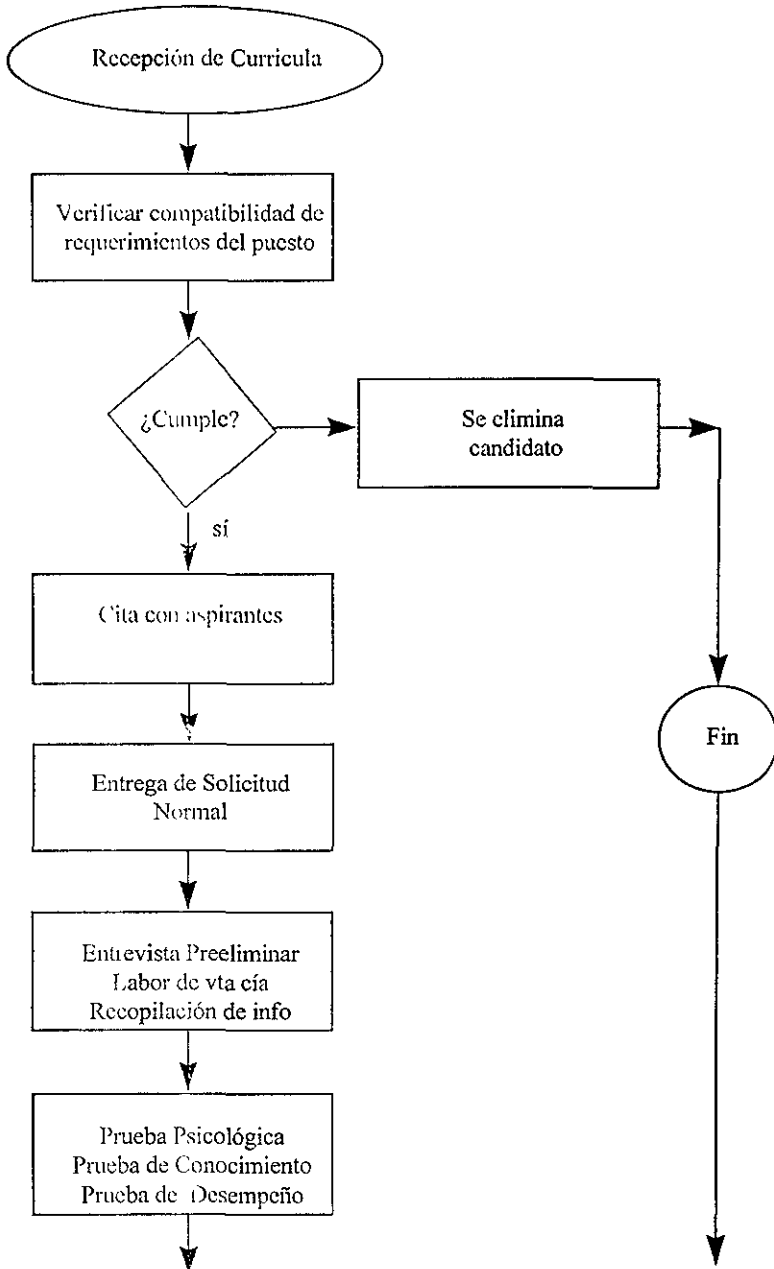 Recepción de Curricula
Verificar compatibilidad de
requerimientos del puesto
¿Cumple?
Se elimina
candidato
sí
Cita con aspirantes
Entrega de Solicitud
Normal
Fin
Entrevista Preeliminar
Labor de vta cía
Recopilación de info
Prueba Psicológica
Prueba de Conocimiento
Prueba de Desempeño